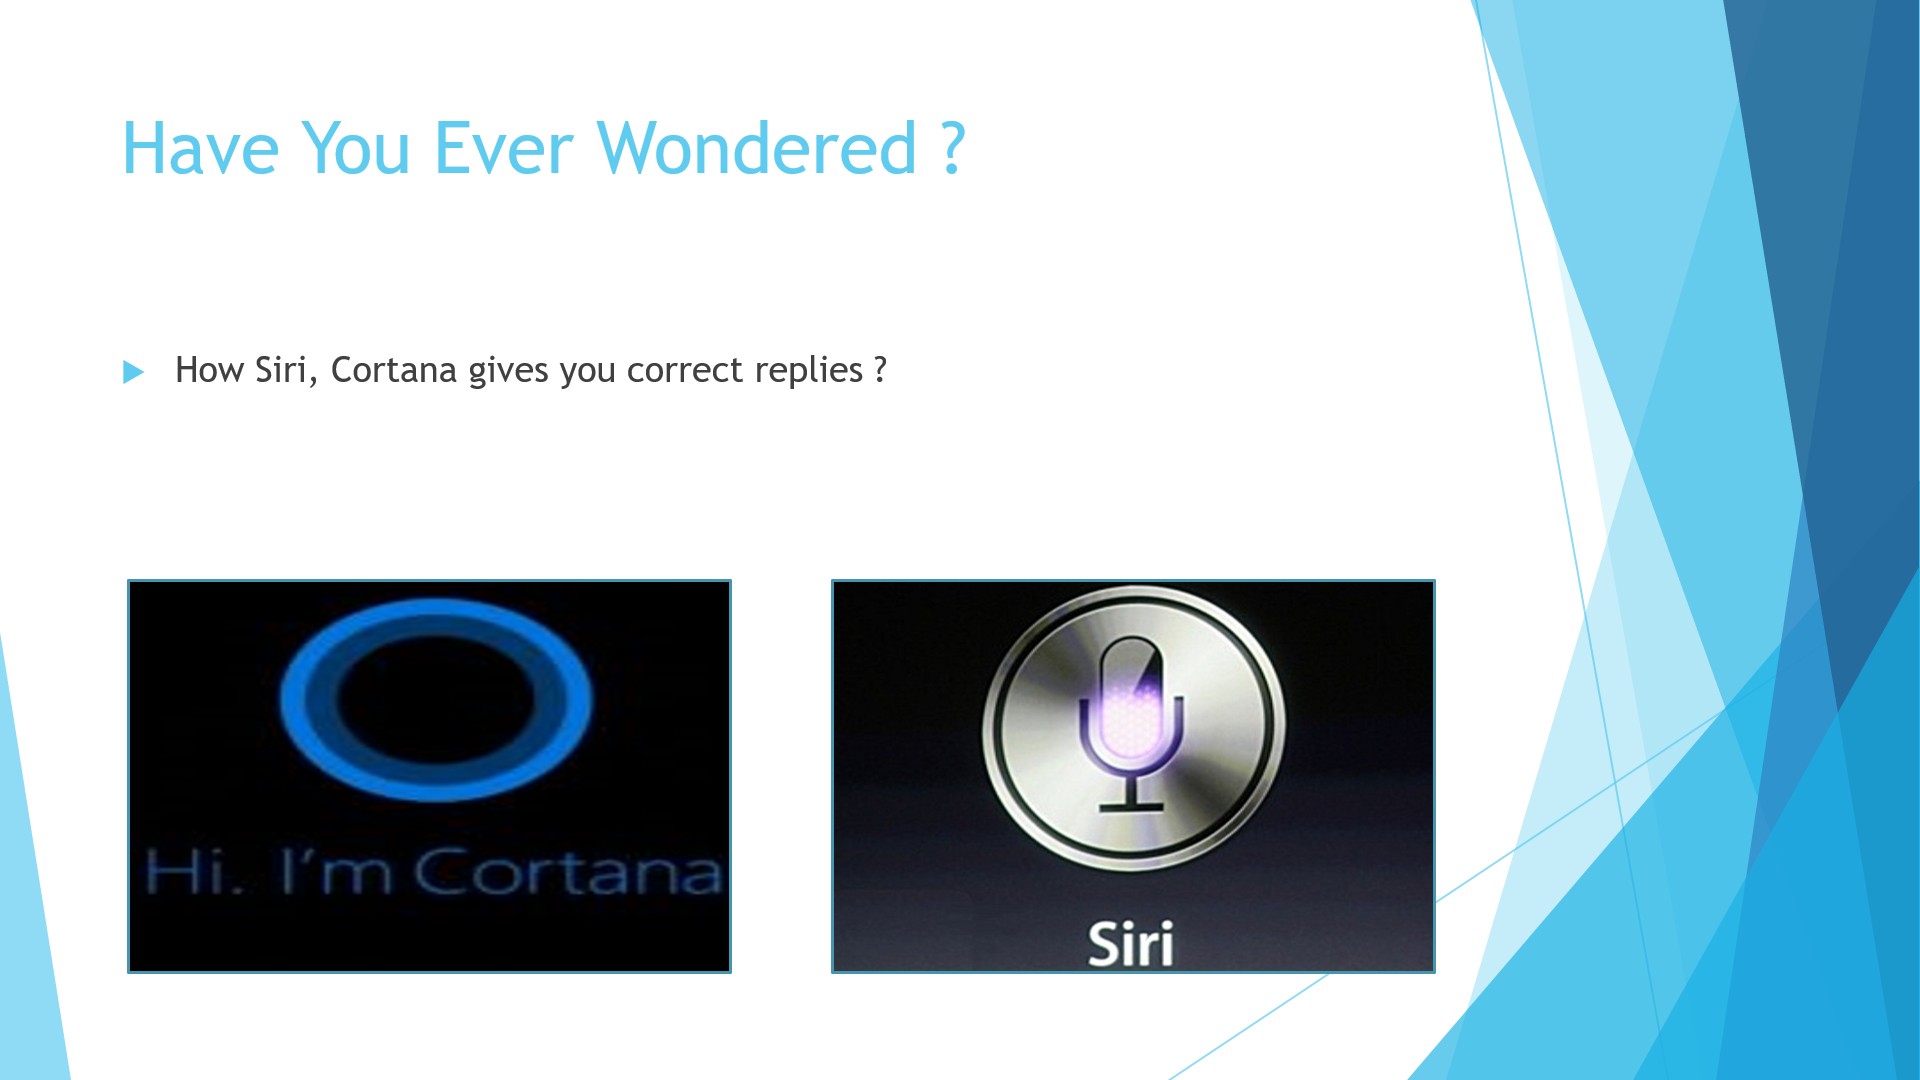 Have You Ever Wondered ?
How Siri, Cortana gives you correct replies ?
Hi. I'm Cortana
Siri